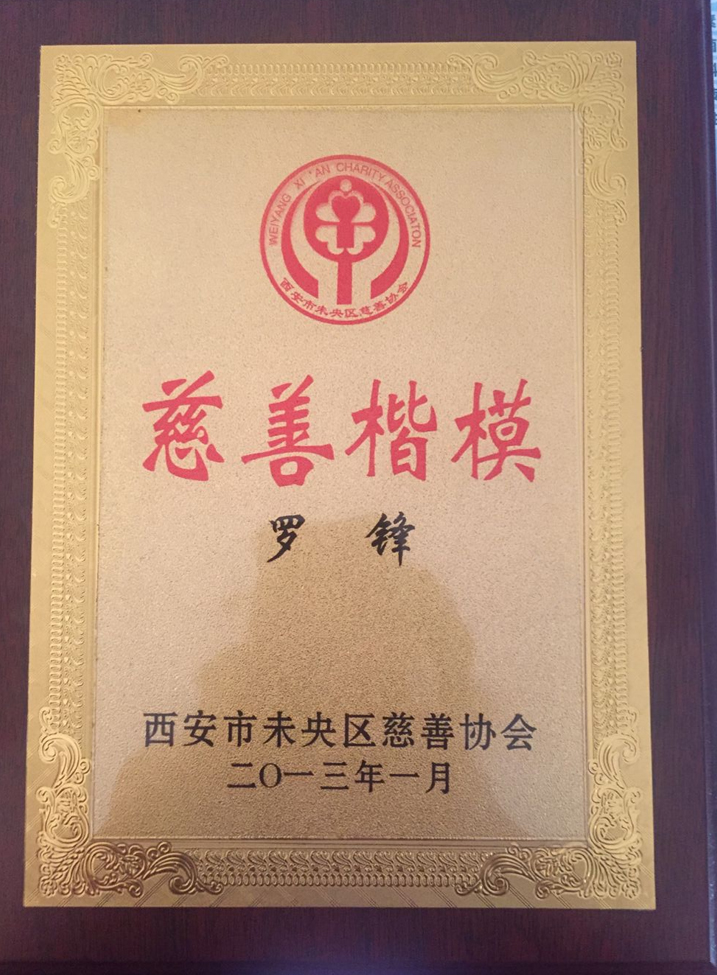 WEIYANG XI 'AN CHARITY ASSOCIATON
西安市未央区慈善协会
慈善楷模
罗 锋
西安市未央区慈善协会
二〇一三年一月